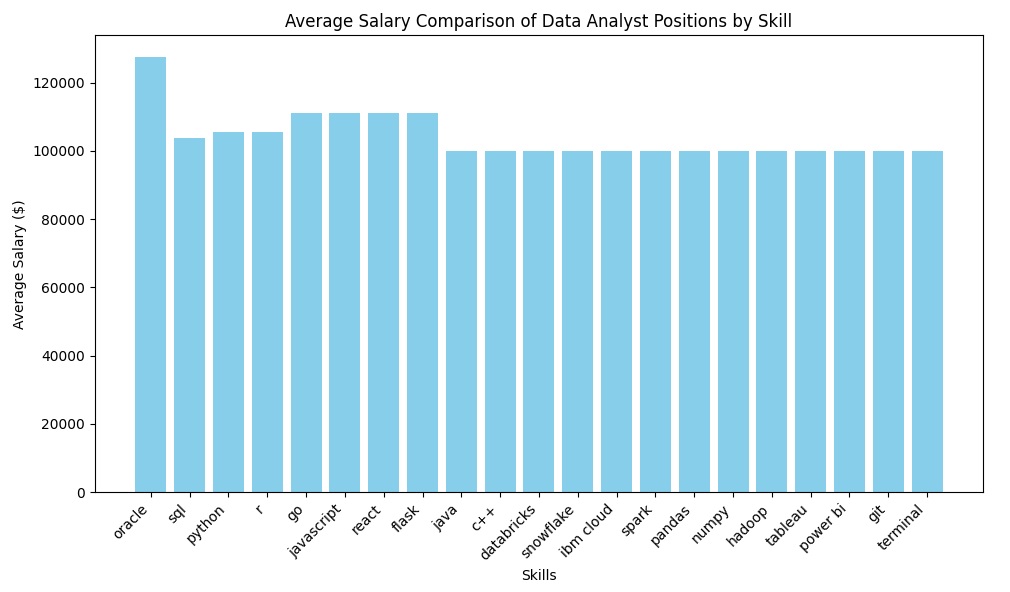 Average Salary Comparison of Data Analyst Positions by Skill
Average Salary ($)
120000
100000
80000
60000
40000
20000
0
oracle
sql
python
r
go
javascript
react
flask
java
c++
databricks
snowflake
ibm cloud
spark
pandas
numpy
hadoop
tableau
power bi
git
terminal
Skills